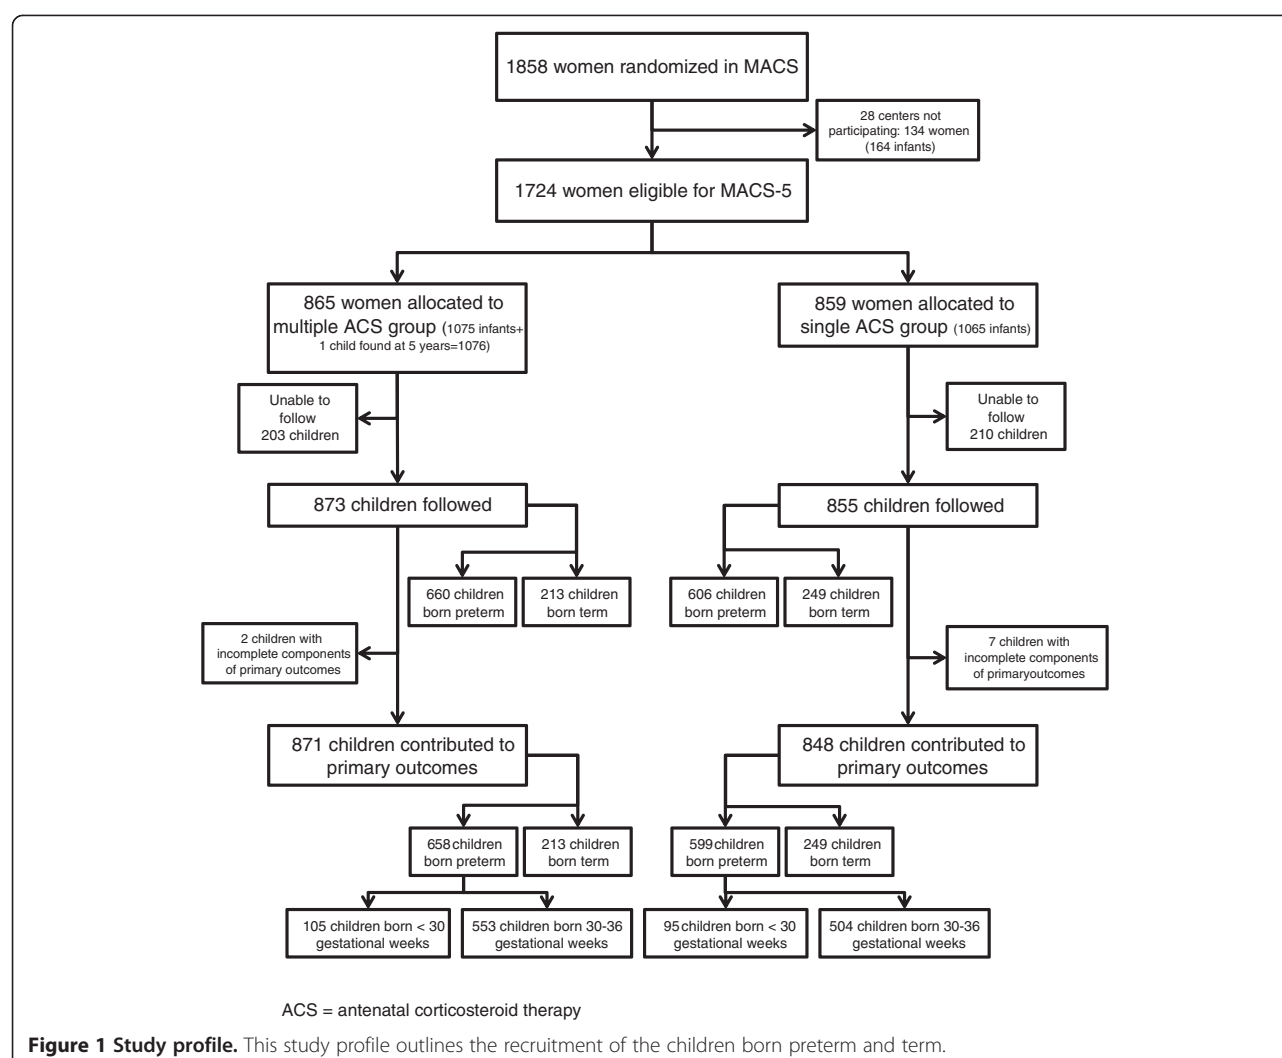 1858 women randomized in MACS
28 centers not
participating: 134 women
(164 infants)
1724 women eligible for MACS-5
865 women allocated to
multiple ACS group (1075 infants+
1 child found at 5 years=1076)
859 women allocated to
single ACS group (1065 infants)
Unable to
follow
203 children
Unable to
follow
210 children
873 children followed
855 children followed
660 children
born preterm
213 children
born term
606 children
born preterm
249 children
born term
2 children with
incomplete components
of primary outcomes
7 children with
incomplete components
of primaryoutcomes
871 children contributed to
primary outcomes
848 children contributed to
primary outcomes
658children
born preterm
213 children
born term
599children
born preterm
249 children
born term
105 children born < 30
gestational weeks
553 children born 30-36
gestational weeks
95children born < 30
gestational weeks
504 children born 30-36
gestational weeks
ACS = antenatal corticosteroid therapy
Figure 1 Study profile. This study profile outlines the recruitment of the children born preterm and term.